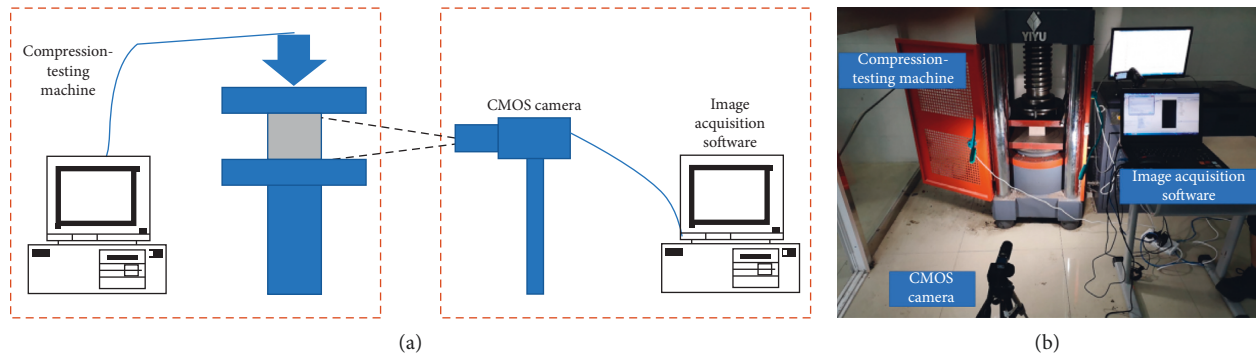 Compression-
testing
machine
CMOS camera
Image
acquisition
software
(a)
YIYU
Compression-
testing machine
Image acquisition
software
CMOS
camera
(b)